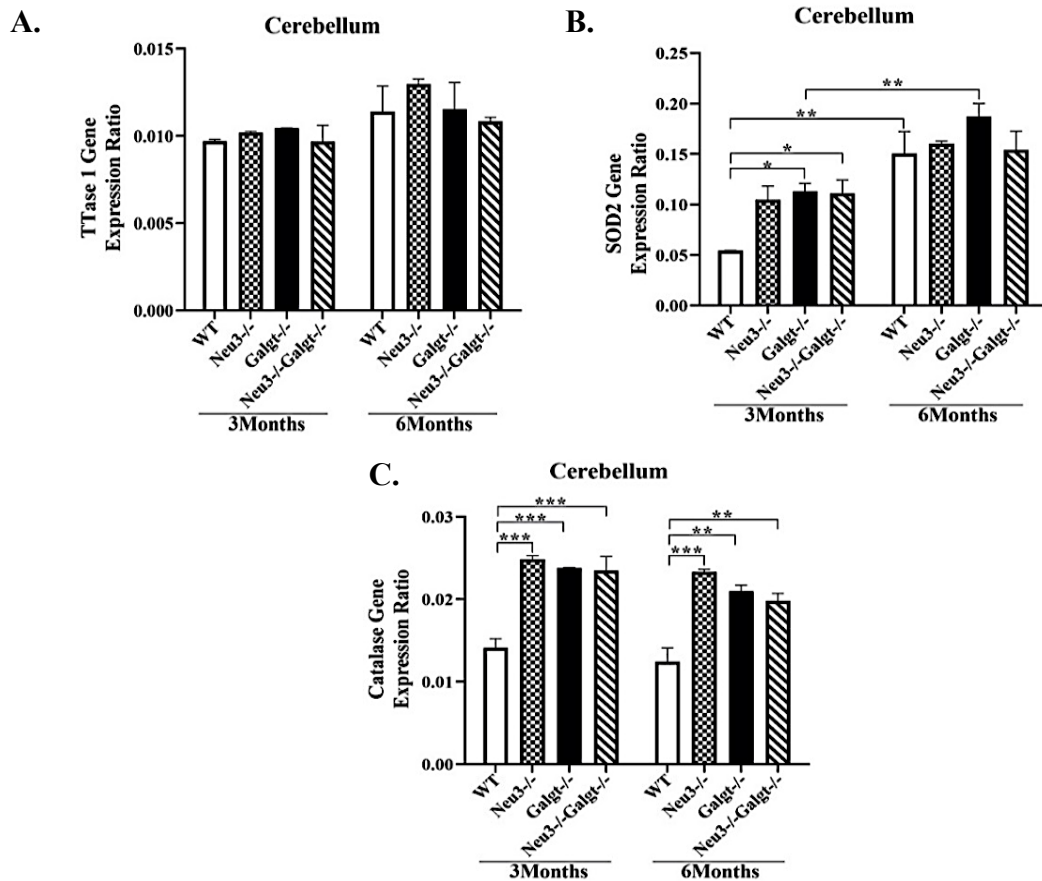 A.
Cerebellum
TTase 1 Gene
Expression Ratio
0.015
0.010
0.005
0.000
WT
Neu3-/-
Galgt-/-
Neu3-/-Galgt-/-
WT
Neu3-/-
Galgt-/-
Neu3-/-Galgt-/-
3Months
6Months
B.
Cerebellum
SOD2 Gene
Expression Ratio
0.25
0.20
0.15
0.10
0.05
0.00
**
**
*
*
WT
Neu3-/-
Galgt-/-
Neu3-/-Galgt-/-
WT
Neu3-/-
Galgt-/-
Neu3-/-Galgt-/-
3Months
6Months
C.
Cerebellum
Catalase Gene
Expression Ratio
0.03
0.02
0.01
0.00
***
***
***
**
**
***
WT
Neu3-/-
Galgt-/-
Neu3-/-Galgt-/-
WT
Neu3-/-
Galgt-/-
Neu3-/-Galgt-/-
3Months
6Months